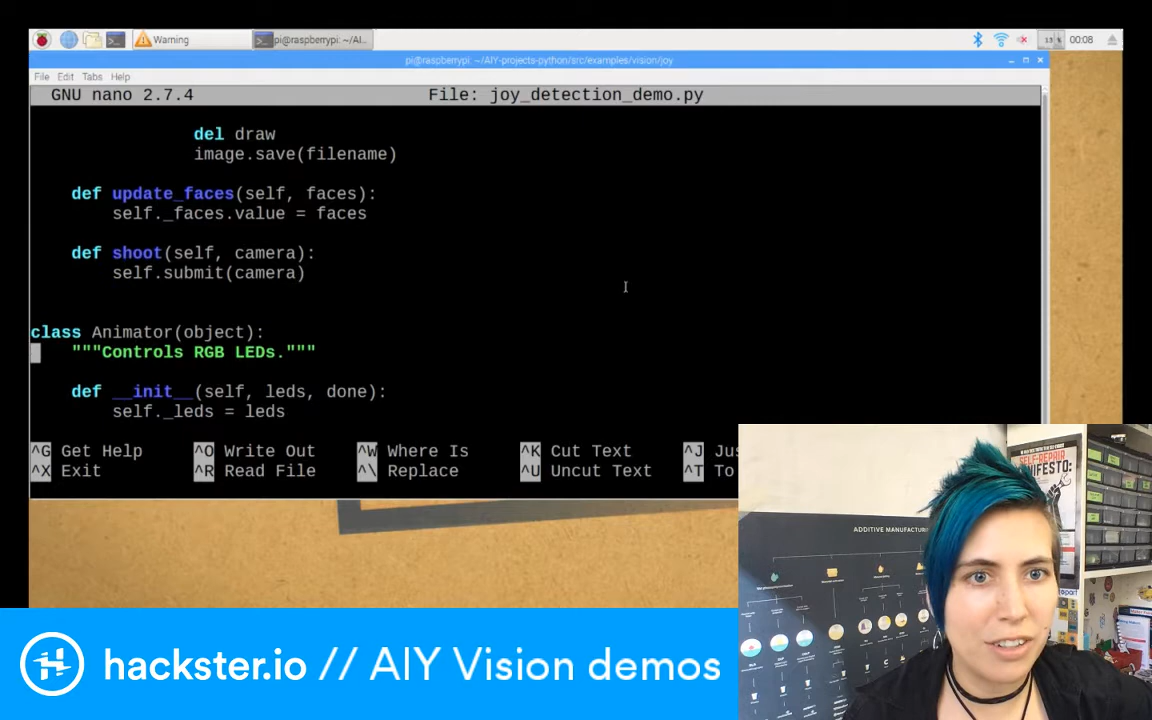 Warning
pi@raspberrypi: ~/AI...
13 %
00:08
pi@raspberrypi: ~/AIY-projects-python/src/examples/vision/joy
File Edit Tabs Help
GNU nano 2.7.4 File: joy_detection_demo.py
del draw
image.save(filename)
def update_faces(self, faces):
self._faces.value = faces
def shoot(self, camera):
self.submit(camera)
class Animator(object):
"""Controls RGB LEDs."""
def __init__(self, leds, done):
self._leds = leds
^G Get Help ^O Write Out ^W Where Is ^K Cut Text ^J Ju
^X Exit ^R Read File ^\ Replace ^U Uncut Text ^T To
SELF-REPAIR
MANIFESTO:
ADDITIVE MANUFACTURI
hackster.io // AIY Vision demos